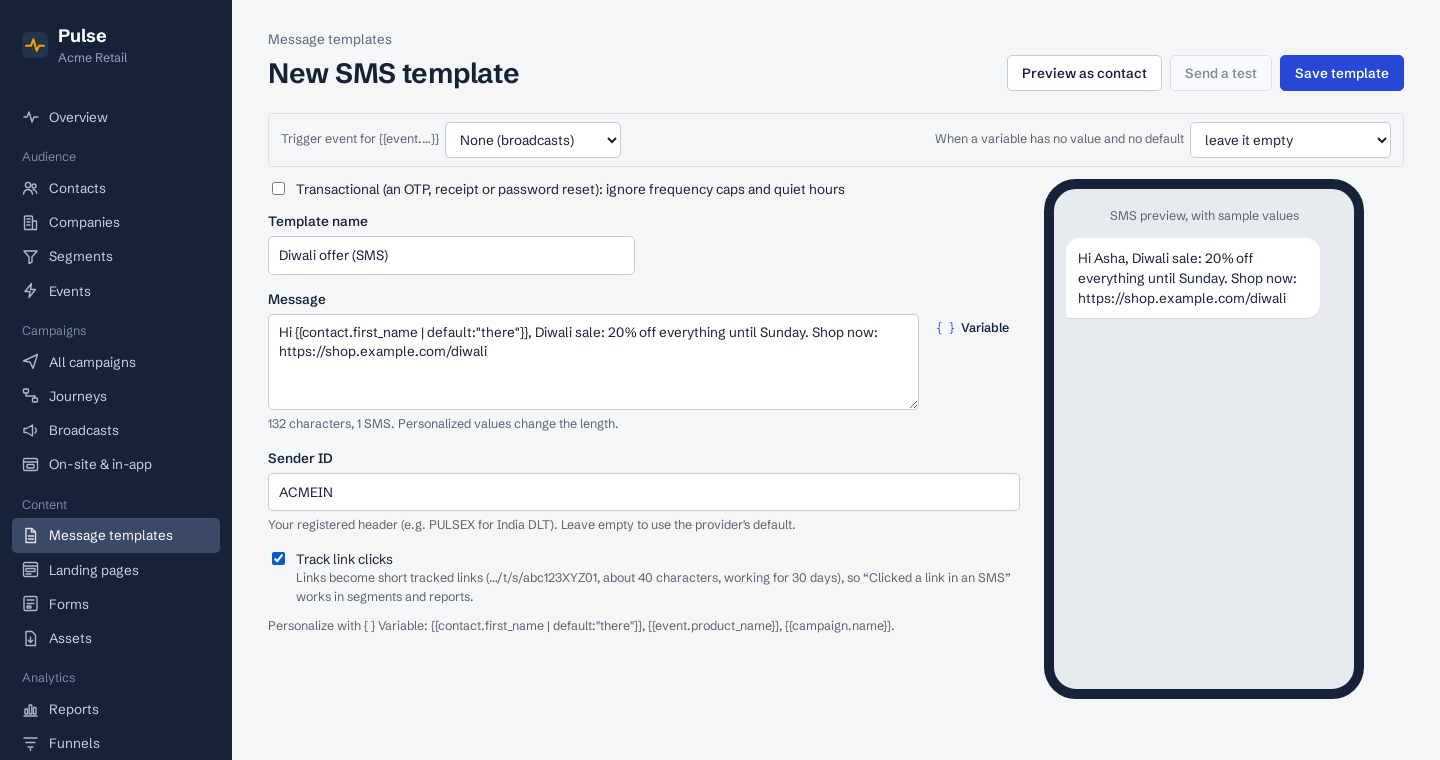 Pulse
Acme Retail
Overview
Audience
Contacts
Companies
Segments
Events
Campaigns
All campaigns
Journeys
Broadcasts
On-site & in-app
Content
Message templates
Landing pages
Forms
Assets
Analytics
Reports
Funnels
Message templates
New SMS template
Preview as contact
Send a test
Save template
Trigger event for {{event....}}
None (broadcasts)
When a variable has no value and no default
leave it empty
Transactional (an OTP, receipt or password reset): ignore frequency caps and quiet hours
Template name
Diwali offer (SMS)
Message
Hi {{contact.first_name | default:"there"}}, Diwali sale: 20% off everything until Sunday. Shop now:
https://shop.example.com/diwali
{ } Variable
132 characters, 1 SMS. Personalized values change the length.
Sender ID
ACMEIN
Your registered header (e.g. PULSEX for India DLT). Leave empty to use the provider's default.
Track link clicks
Links become short tracked links (.../t/s/abc123XYZ01, about 40 characters, working for 30 days), so “Clicked a link in an SMS”
works in segments and reports.
Personalize with { } Variable: {{contact.first_name | default:"there"}}, {{event.product_name}}, {{campaign.name}}.
SMS preview, with sample values
Hi Asha, Diwali sale: 20% off
everything until Sunday. Shop now:
https://shop.example.com/diwali